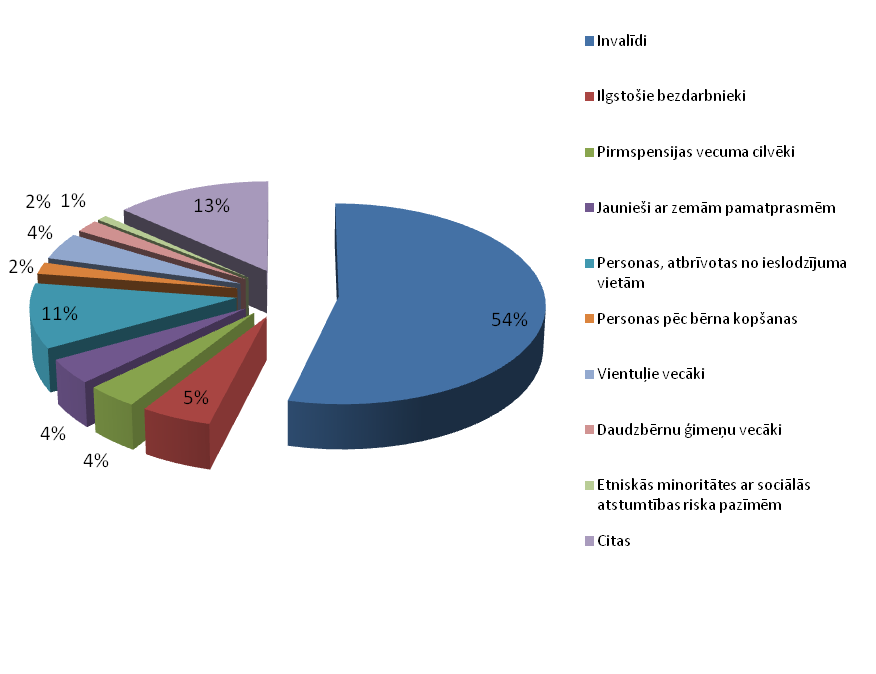 Invalīdi
Ilgstošie bezdarbnieki
Pirmspensijas vecuma cilvēki
Jaunieši ar zemām pamatprasmēm
Personas, atbrīvotas no ieslodzījuma
vietām
Personas pēc bērna kopšanas
Vientuļie vecāki
Daudzbērnu ģimeņu vecāki
Etniskās minoritātes ar sociālās
atstumtības riska pazīmēm
Citas
2% 1%
13%
4%
2%
11%
54%
5%
4%
4%